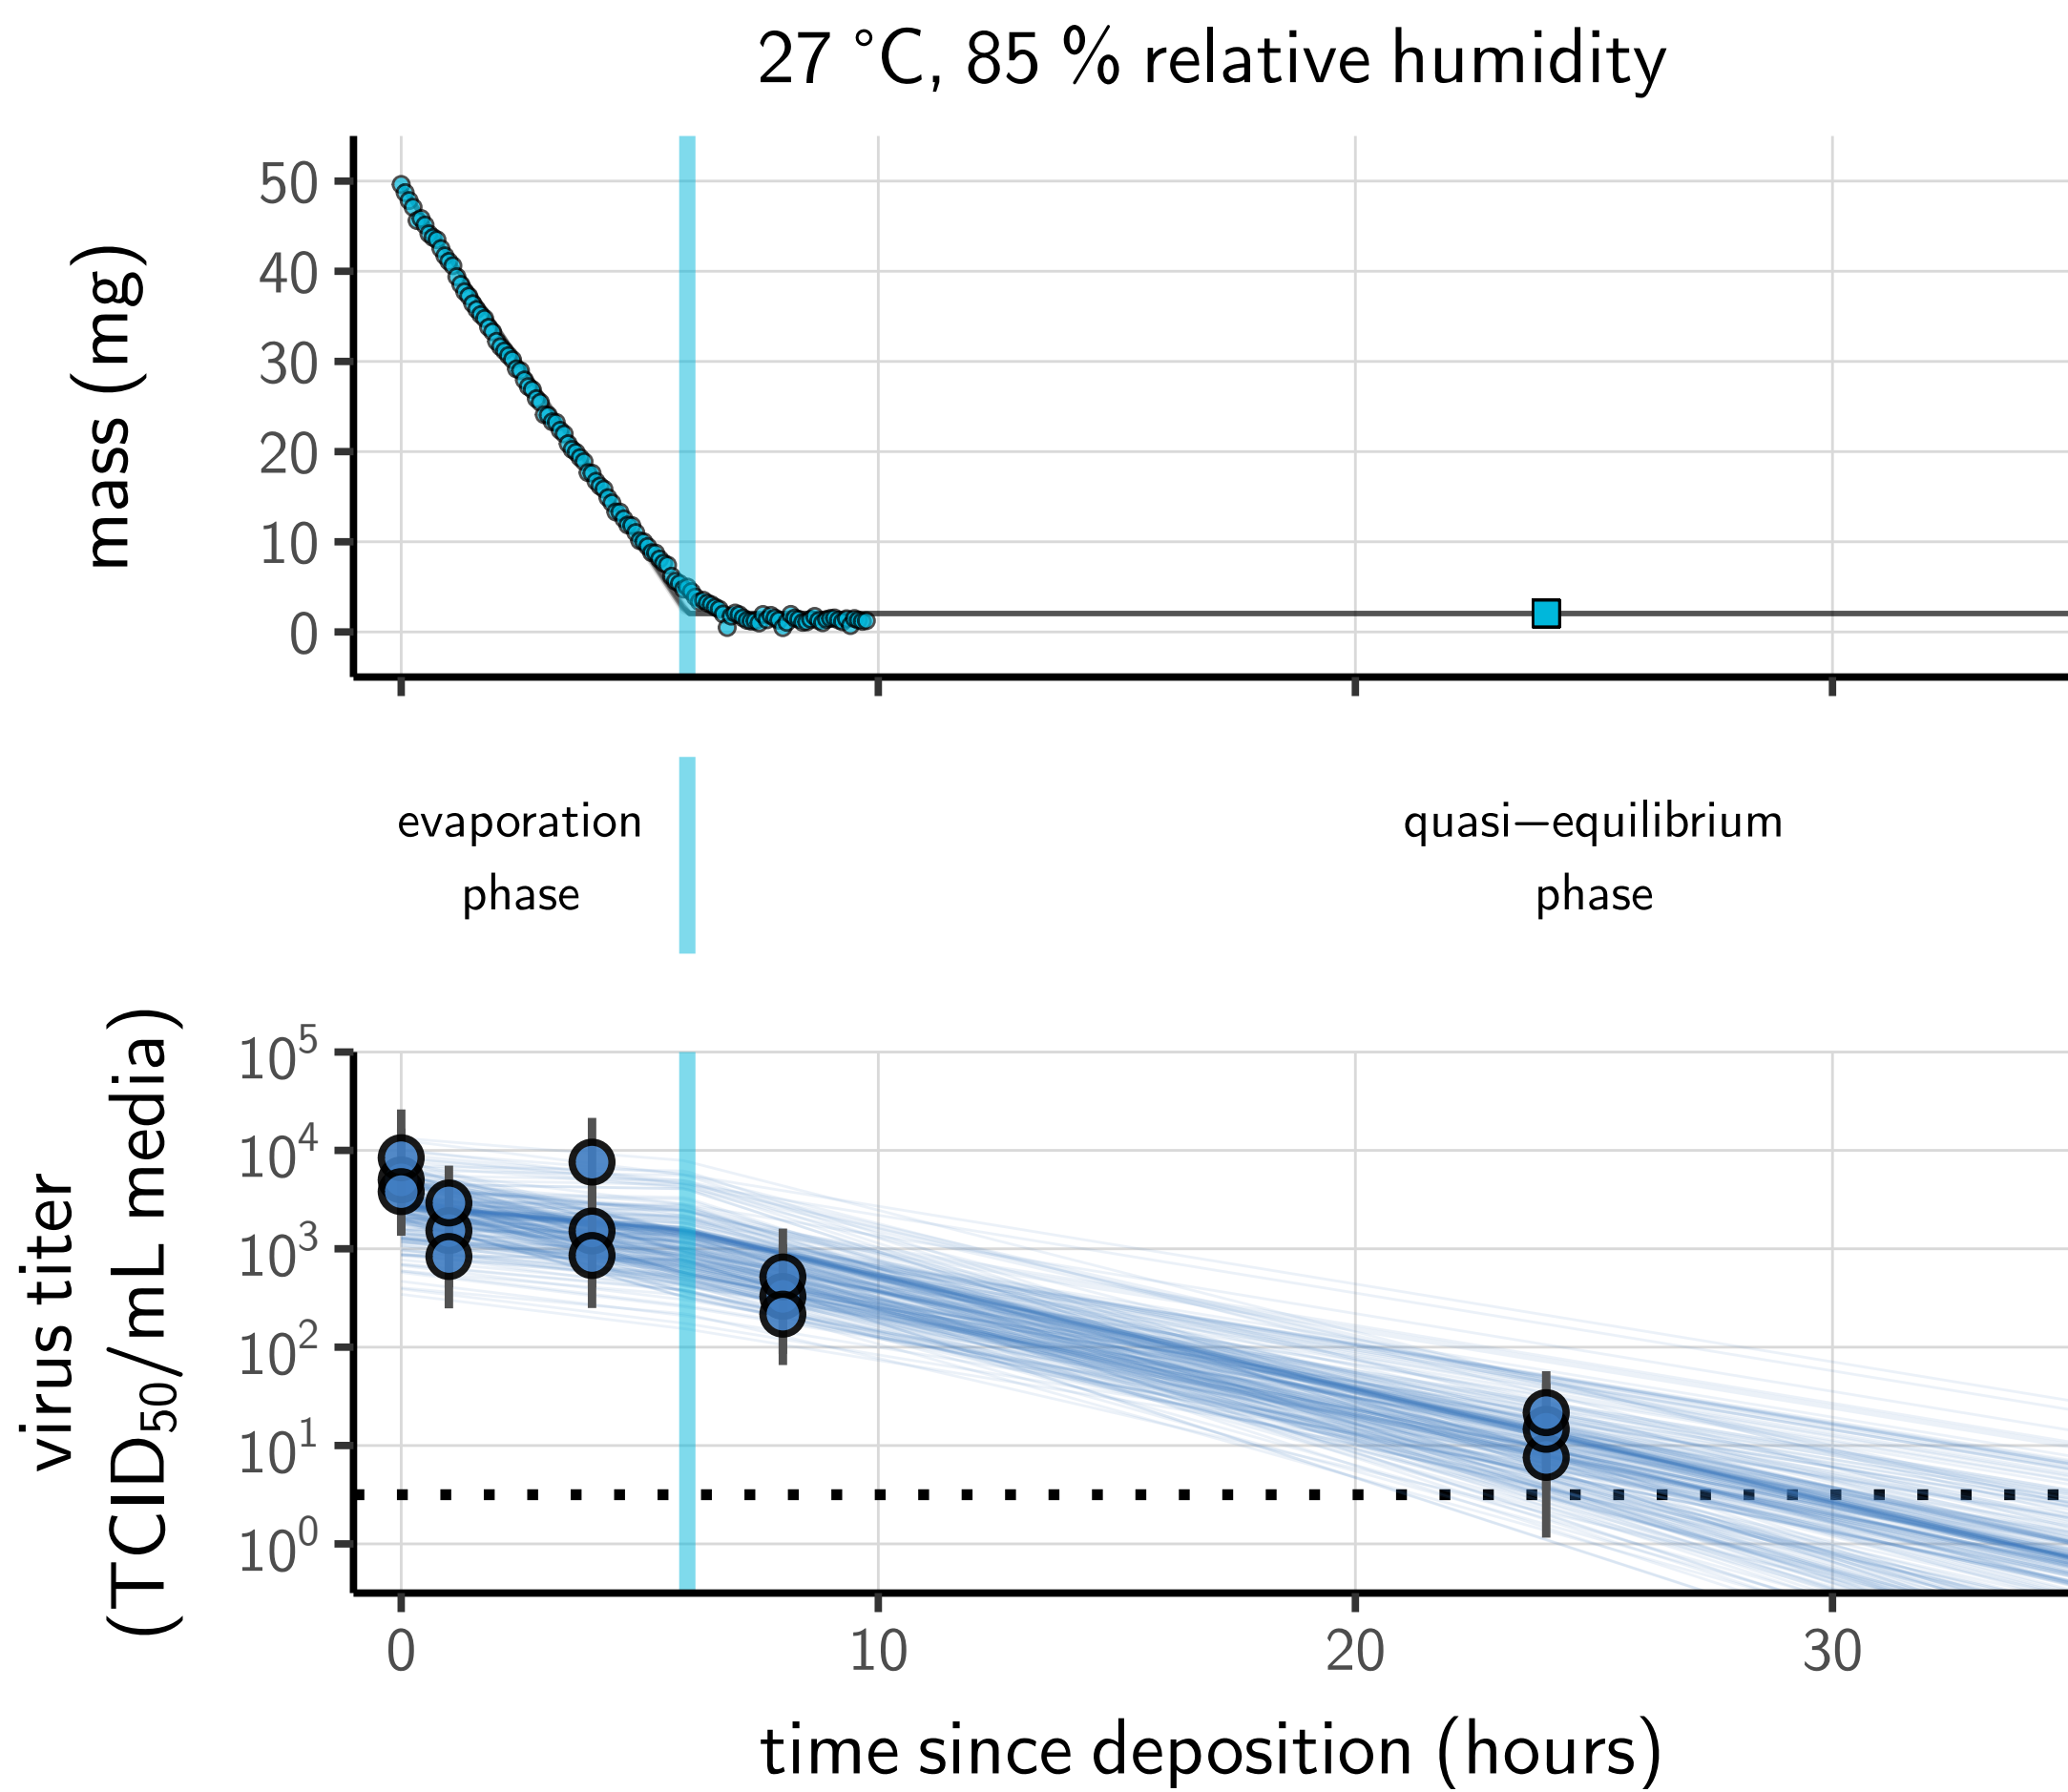 27 °C, 85 % relative humidity
mass (mg)
50
40
30
20
10
0
evaporation
phase
quasi−equilibrium
phase
virus titer
(TCID₅₀/mL media)
10⁵
10⁴
10³
10²
10¹
10⁰
0 10 20 30
time since deposition (hours)